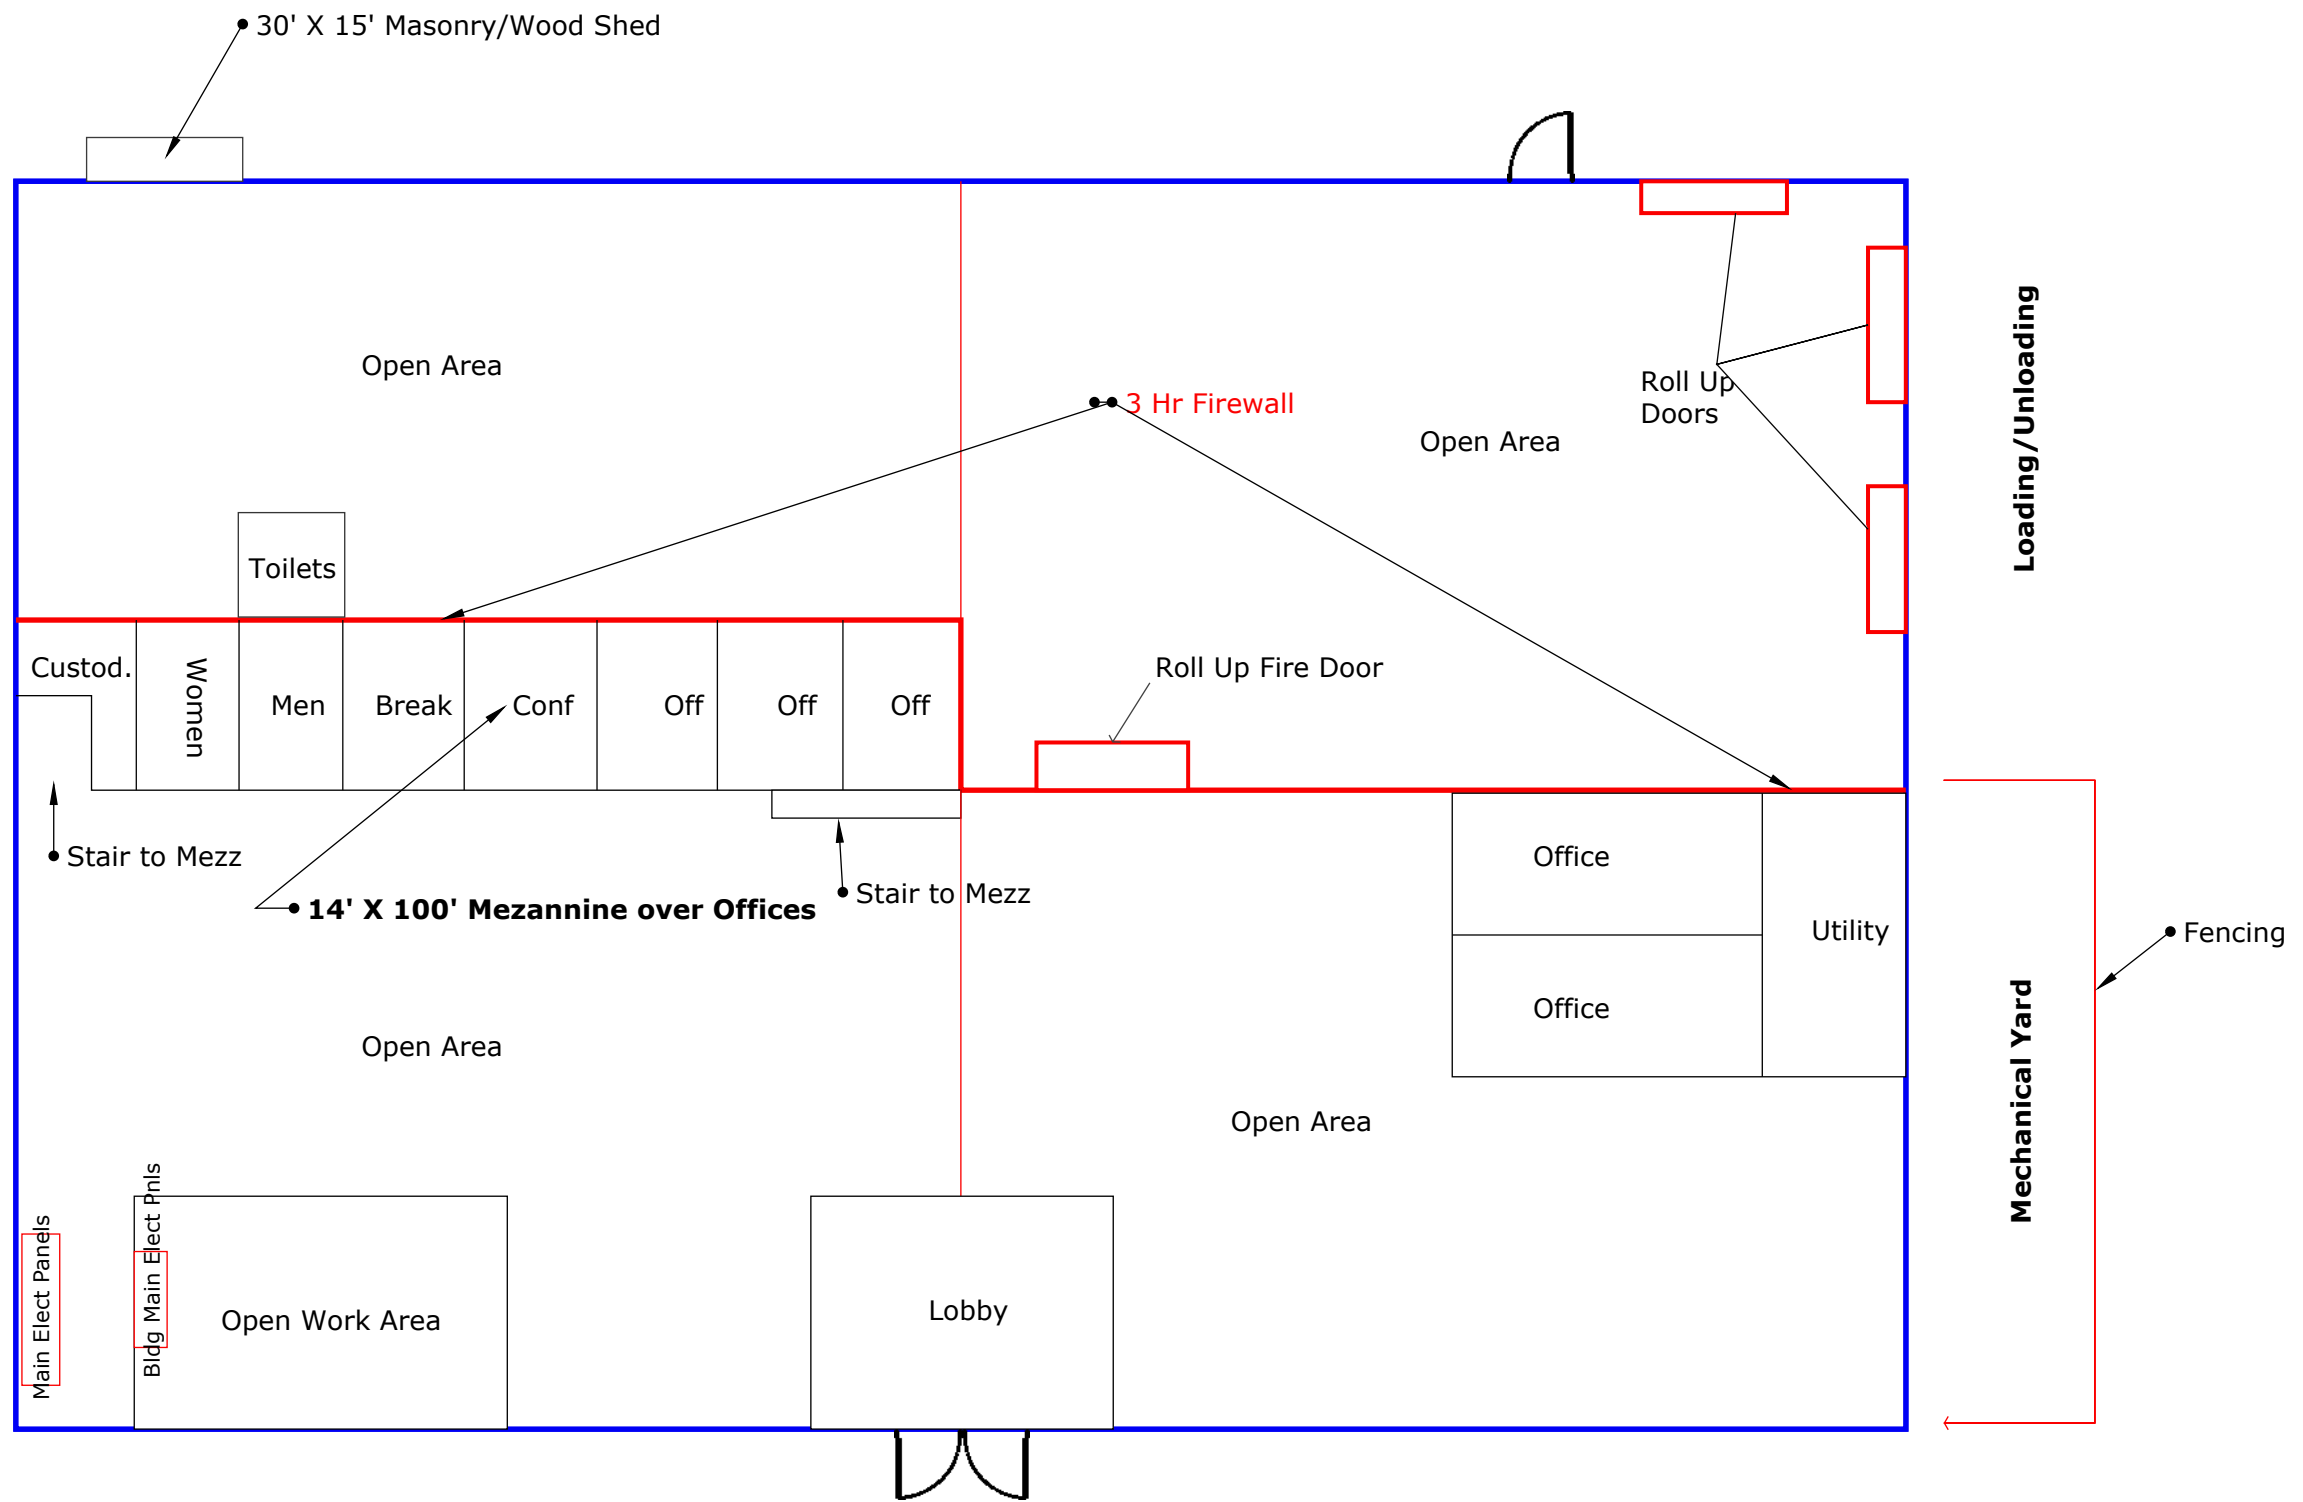 30' X 15' Masonry/Wood Shed
Open Area
3 Hr Firewall
Roll Up
Doors
Open Area
Loading/Unloading
Toilets
Custod.
Women
Men
Break
Conf
Off
Off
Off
Roll Up Fire Door
Stair to Mezz
14' X 100' Mezannine over Offices
Stair to Mezz
Office
Utility
Office
Fencing
Mechanical Yard
Open Area
Open Area
Main Elect Panels
Bldg Main Elect Pnls
Open Work Area
Lobby